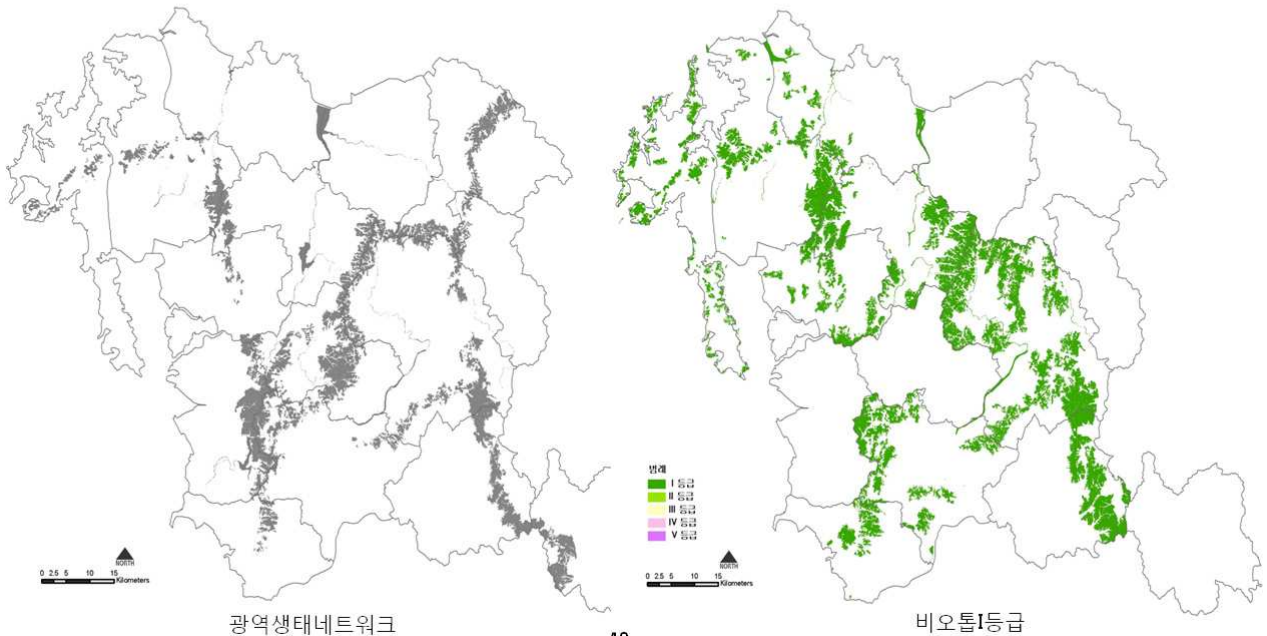 NORTH
0 2.5 5 10 15
Kilometers
광역생태네트워크
범례
I 등급
II 등급
III 등급
IV 등급
V 등급
NORTH
0 2.5 5 10 15
Kilometers
비오톱I등급